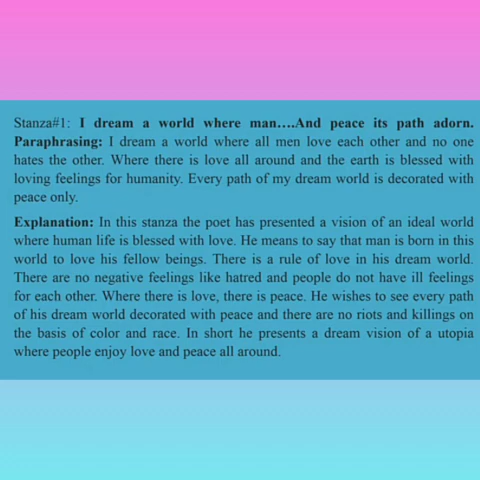 Stanza#1: I dream a world where man....And peace its path adorn.
Paraphrasing: I dream a world where all men love each other and no one
hates the other. Where there is love all around and the earth is blessed with
loving feelings for humanity. Every path of my dream world is decorated with
peace only.
Explanation: In this stanza the poet has presented a vision of an ideal world
where human life is blessed with love. He means to say that man is born in this
world to love his fellow beings. There is a rule of love in his dream world.
There are no negative feelings like hatred and people do not have ill feelings
for each other. Where there is love, there is peace. He wishes to see every path
of his dream world decorated with peace and there are no riots and killings on
the basis of color and race. In short he presents a dream vision of a utopia
where people enjoy love and peace all around.